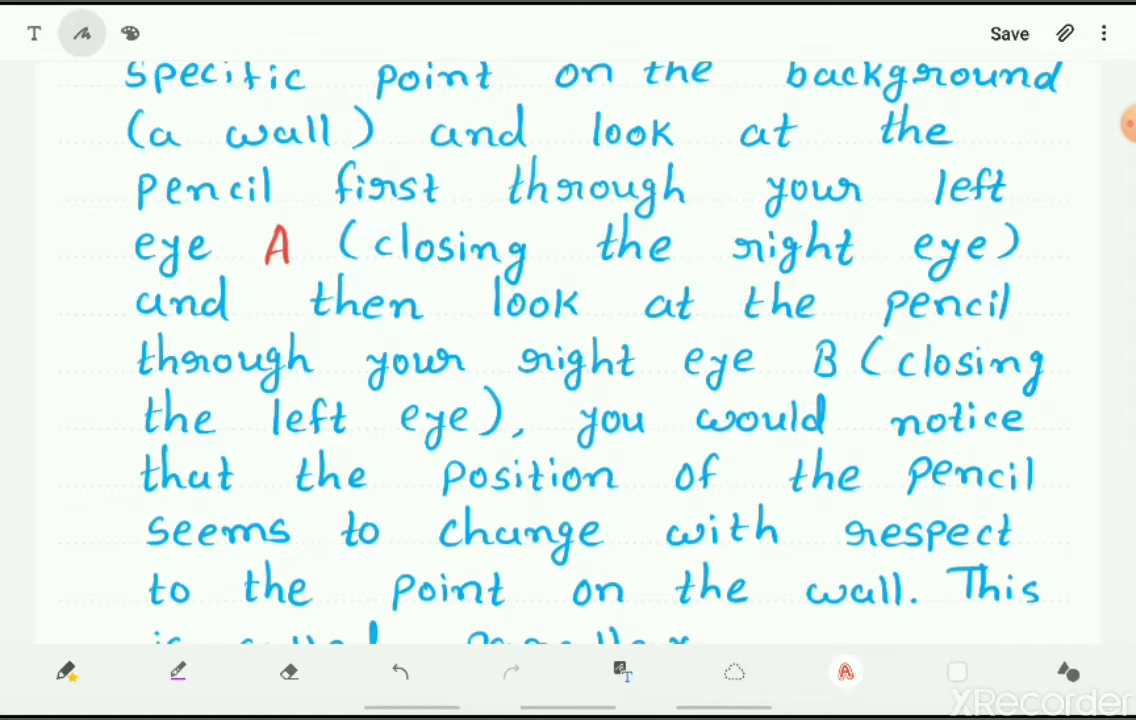 T Save
specific point on the background
(a wall) and look at the
pencil first through your left
eye A (closing the right eye)
and then look at the pencil
through your right eye B (closing
the left eye), you would notice
that the position of the pencil
seems to change with respect
to the point on the wall. This
is called parallax
T A
XRecorder